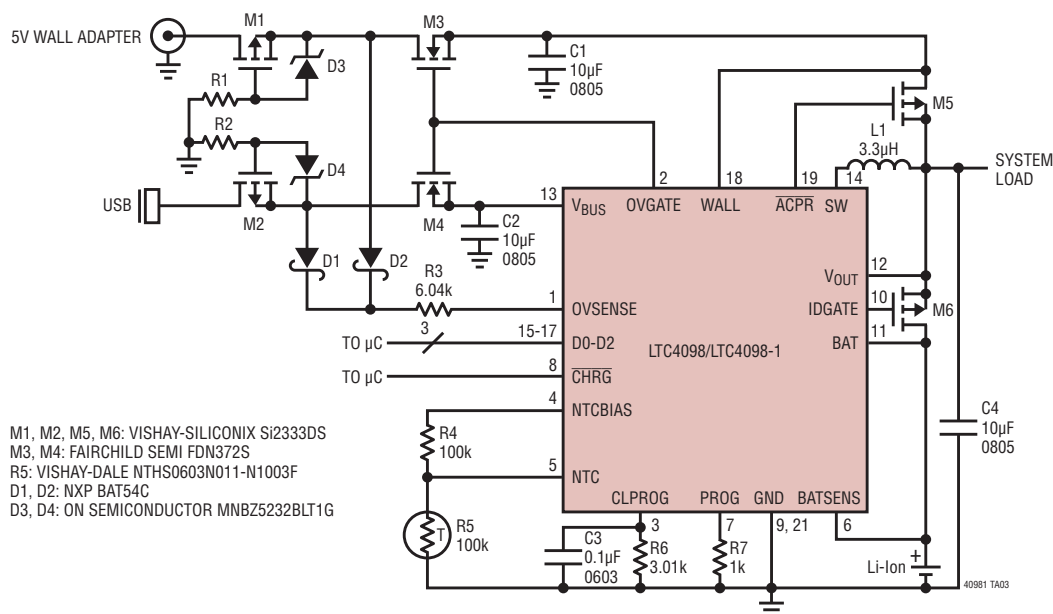 5V WALL ADAPTER
M1
M3
D3
R1
R2
D4
C1
10µF
0805
M5
L1
3.3µH
SYSTEM
LOAD
USB
M2
M4
C2
10µF
0805
D1
D2
R3
6.04k
13
2
18
19
14
VBUS
OVGATE
WALL
ACPR
SW
VOUT
12
IDGATE
10
M6
BAT
11
1
OVSENSE
TO µC
3
15-17
D0-D2
LTC4098/LTC4098-1
TO µC
8
CHRG
4
NTCBIAS
R4
100k
5
NTC
CLPROG
PROG
GND
BATSENS
3
7
9, 21
6
T
R5
100k
C3
0.1µF
0603
R6
3.01k
R7
1k
Li-Ion
+
C4
10µF
0805
M1, M2, M5, M6: VISHAY-SILICONIX Si2333DS
M3, M4: FAIRCHILD SEMI FDN372S
R5: VISHAY-DALE NTHS0603N011-N1003F
D1, D2: NXP BAT54C
D3, D4: ON SEMICONDUCTOR MNBZ5232BLT1G
40981 TA03